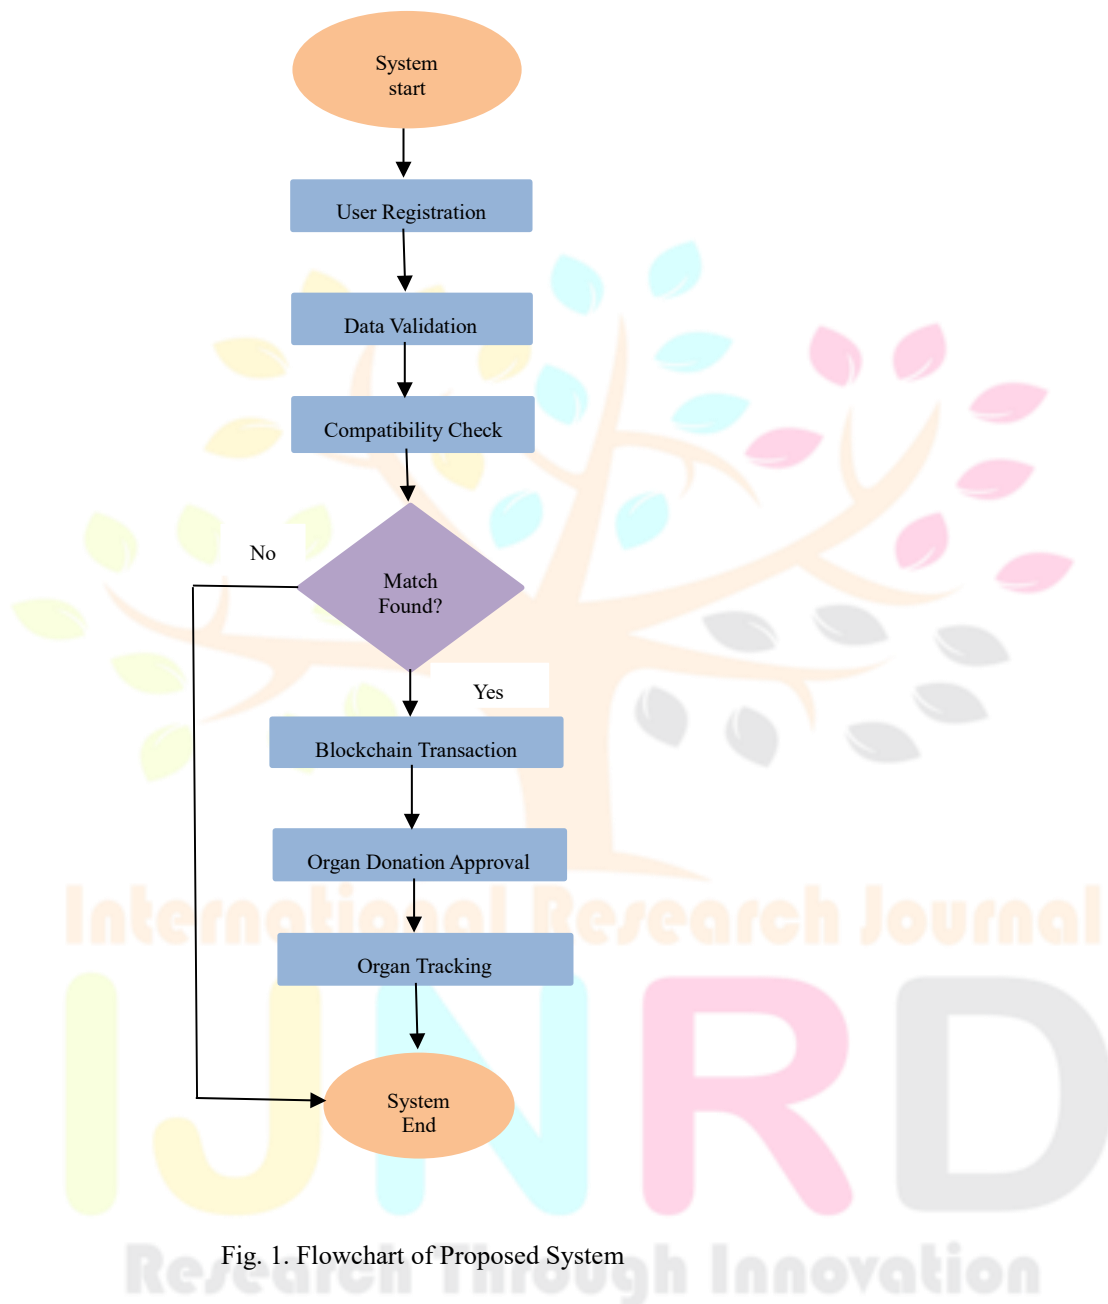 System
start
User Registration
Data Validation
Compatibility Check
No
Match
Found?
Yes
Blockchain Transaction
Organ Donation Approval
International Research Journal
Organ Tracking
IJNRD
System
End
Fig. 1. Flowchart of Proposed System
Research Through Innovation